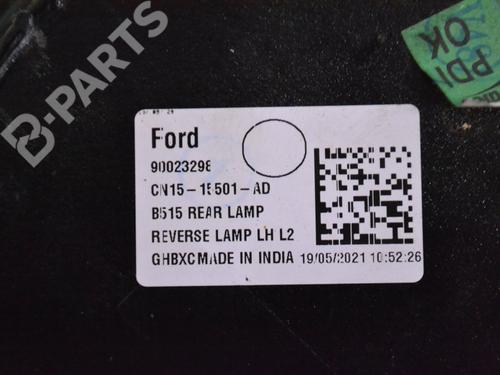 B-PARTS
PDI
OK
Ford
90023298
CN15-15501-AD
B515 REAR LAMP
REVERSE LAMP LH L2
GHBXCMADE IN INDIA 19/05/2021 10:52:26